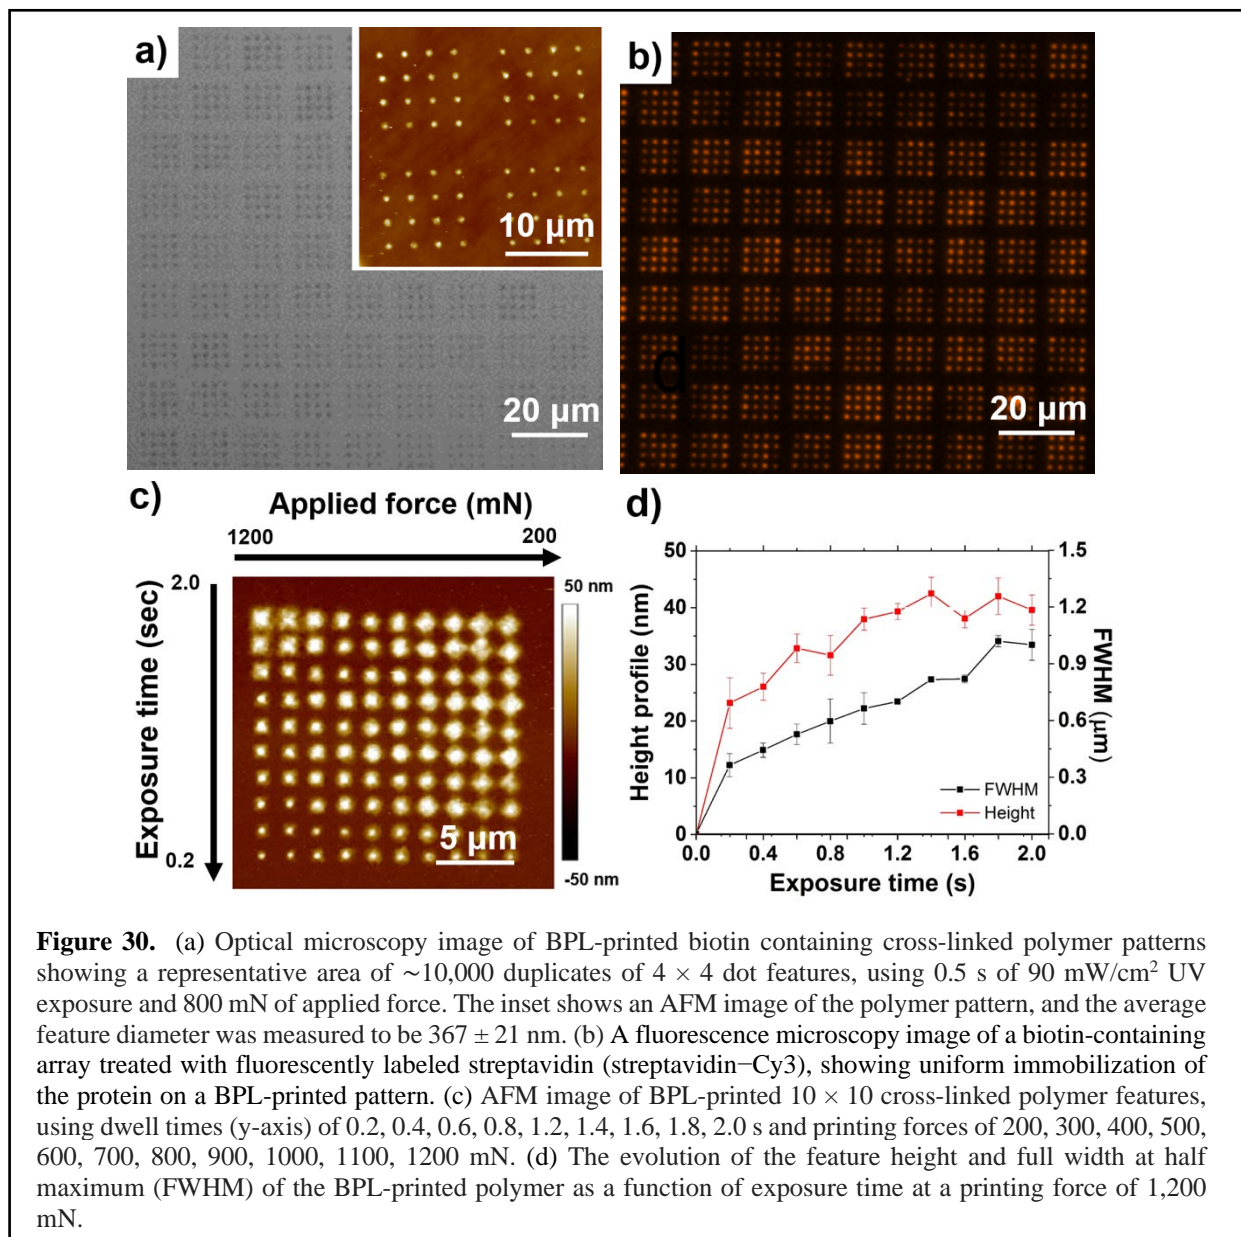 a)
10 µm
20 µm
b)
d
20 µm
c)
Applied force (mN)
1200
200
2.0
Exposure time (sec)
0.2
5 µm
50 nm
-50 nm
d)
50
40
30
20
10
0
Height profile (nm)
1.5
1.2
0.9
0.6
0.3
0.0
FWHM (µm)
FWHM
Height
0.0 0.4 0.8 1.2 1.6 2.0
Exposure time (s)
Figure 30. (a) Optical microscopy image of BPL-printed biotin containing cross-linked polymer patterns
showing a representative area of ~10,000 duplicates of 4 × 4 dot features, using 0.5 s of 90 mW/cm² UV
exposure and 800 mN of applied force. The inset shows an AFM image of the polymer pattern, and the average
feature diameter was measured to be 367 ± 21 nm. (b) A fluorescence microscopy image of a biotin-containing
array treated with fluorescently labeled streptavidin (streptavidin−Cy3), showing uniform immobilization of
the protein on a BPL-printed pattern. (c) AFM image of BPL-printed 10 × 10 cross-linked polymer features,
using dwell times (y-axis) of 0.2, 0.4, 0.6, 0.8, 1.2, 1.4, 1.6, 1.8, 2.0 s and printing forces of 200, 300, 400, 500,
600, 700, 800, 900, 1000, 1100, 1200 mN. (d) The evolution of the feature height and full width at half
maximum (FWHM) of the BPL-printed polymer as a function of exposure time at a printing force of 1,200
mN.